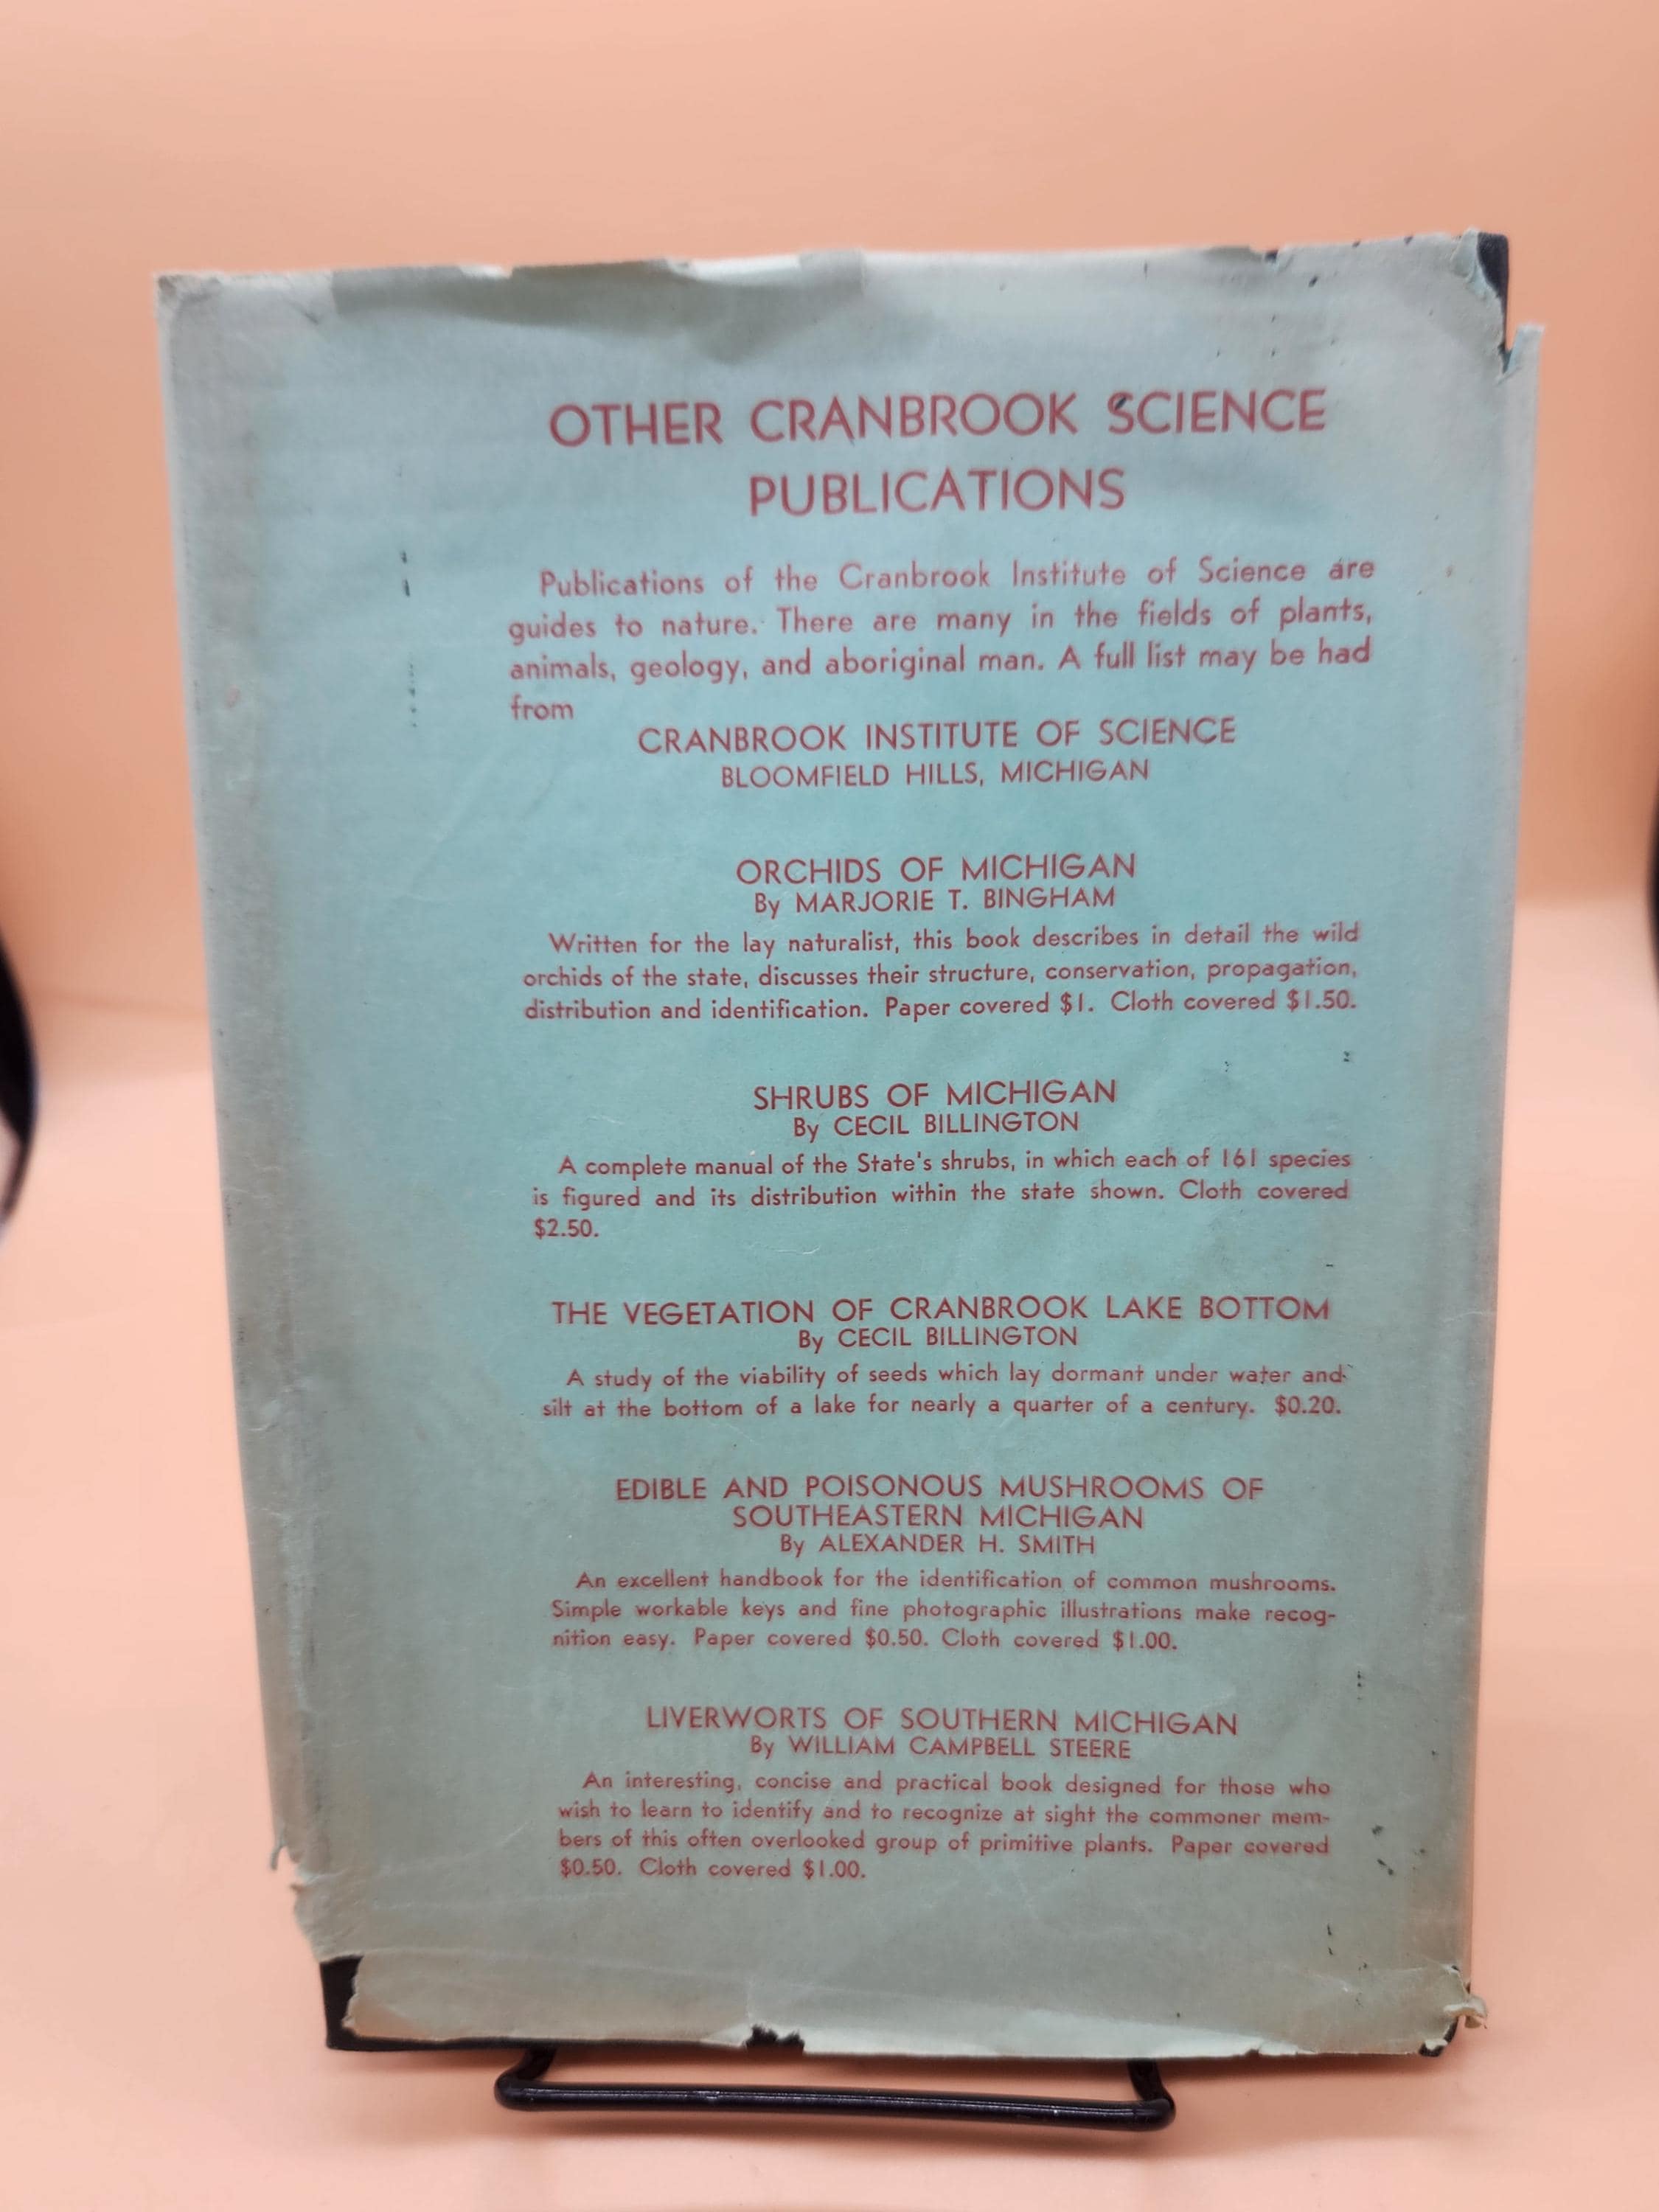 OTHER CRANBROOK SCIENCE
PUBLICATIONS
Publications of the Cranbrook Institute of Science are
guides to nature. There are many in the fields of plants,
animals, geology, and aboriginal man. A full list may be had
from
CRANBROOK INSTITUTE OF SCIENCE
BLOOMFIELD HILLS, MICHIGAN
ORCHIDS OF MICHIGAN
By MARJORIE T. BINGHAM
Written for the lay naturalist, this book describes in detail the wild
orchids of the state, discusses their structure, conservation, propagation,
distribution and identification. Paper covered $1. Cloth covered $1.50.
SHRUBS OF MICHIGAN
By CECIL BILLINGTON
A complete manual of the State's shrubs, in which each of 161 species
is figured and its distribution within the state shown. Cloth covered
$2.50.
THE VEGETATION OF CRANBROOK LAKE BOTTOM
By CECIL BILLINGTON
A study of the viability of seeds which lay dormant under water and
silt at the bottom of a lake for nearly a quarter of a century. $0.20.
EDIBLE AND POISONOUS MUSHROOMS OF
SOUTHEASTERN MICHIGAN
By ALEXANDER H. SMITH
An excellent handbook for the identification of common mushrooms.
Simple workable keys and fine photographic illustrations make recog-
nition easy. Paper covered $0.50. Cloth covered $1.00.
LIVERWORTS OF SOUTHERN MICHIGAN
By WILLIAM CAMPBELL STEERE
An interesting, concise and practical book designed for those who
wish to learn to identify and to recognize at sight the commoner mem-
bers of this often overlooked group of primitive plants. Paper covered
$0.50. Cloth covered $1.00.